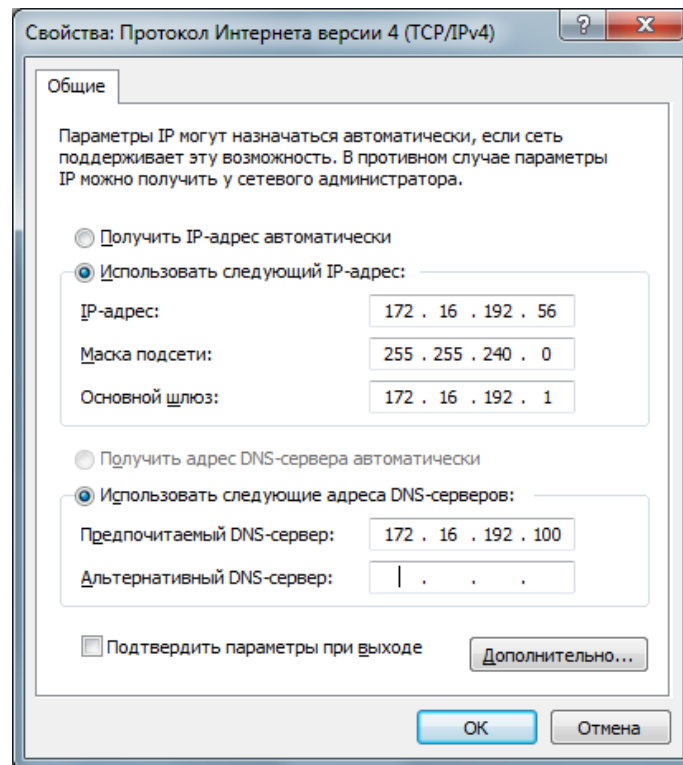 Свойства: Протокол Интернета версии 4 (TCP/IPv4)
?
Общие
Параметры IP могут назначаться автоматически, если сеть
поддерживает эту возможность. В противном случае параметры
IP можно получить у сетевого администратора.
Получить IP-адрес автоматически
Использовать следующий IP-адрес:
IP-адрес: 172 . 16 . 192 . 56
Маска подсети: 255 . 255 . 240 . 0
Основной шлюз: 172 . 16 . 192 . 1
Получить адрес DNS-сервера автоматически
Использовать следующие адреса DNS-серверов:
Предпочитаемый DNS-сервер: 172 . 16 . 192 . 100
Альтернативный DNS-сервер: . . .
Подтвердить параметры при выходе
Дополнительно...
ОК Отмена